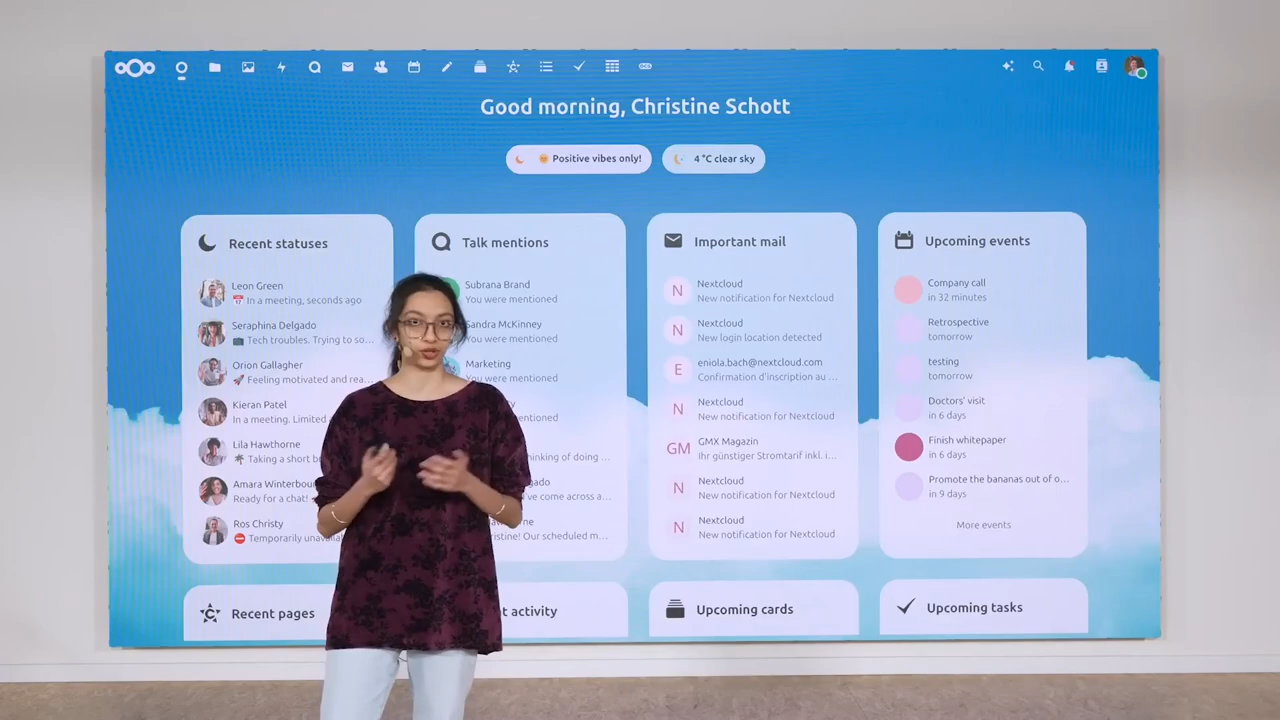 Good morning, Christine Schott
Positive vibes only!
4 °C clear sky
Recent statuses
Leon Green
In a meeting, seconds ago
Seraphina Delgado
Tech troubles. Trying to so...
Orion Gallagher
Feeling motivated and rea...
Kieran Patel
In a meeting. Limited
Lila Hawthorne
Taking a short b
Amara Winterbou
Ready for a chat!
Ros Christy
Temporarily unavaila
Talk mentions
Subrana Brand
You were mentioned
Sandra McKinney
You were mentioned
Marketing
You were mentioned
hinking of doing ...
gado
've come across a...
Important mail
Nextcloud
New notification for Nextcloud
Nextcloud
New login location detected
eniola.bach@nextcloud.com
Confirmation d'inscription au ...
Nextcloud
New notification for Nextcloud
GMX Magazin
Ihr günstiger Stromtarif inkl. i...
Nextcloud
New notification for Nextcloud
Nextcloud
New notification for Nextcloud
N
N
E
N
GM
N
N
Upcoming events
Company call
in 32 minutes
Retrospective
tomorrow
testing
tomorrow
Doctors' visit
in 6 days
Finish whitepaper
in 6 days
Promote the bananas out of o...
in 9 days
More events
Recent pages
activity
Upcoming cards
Upcoming tasks